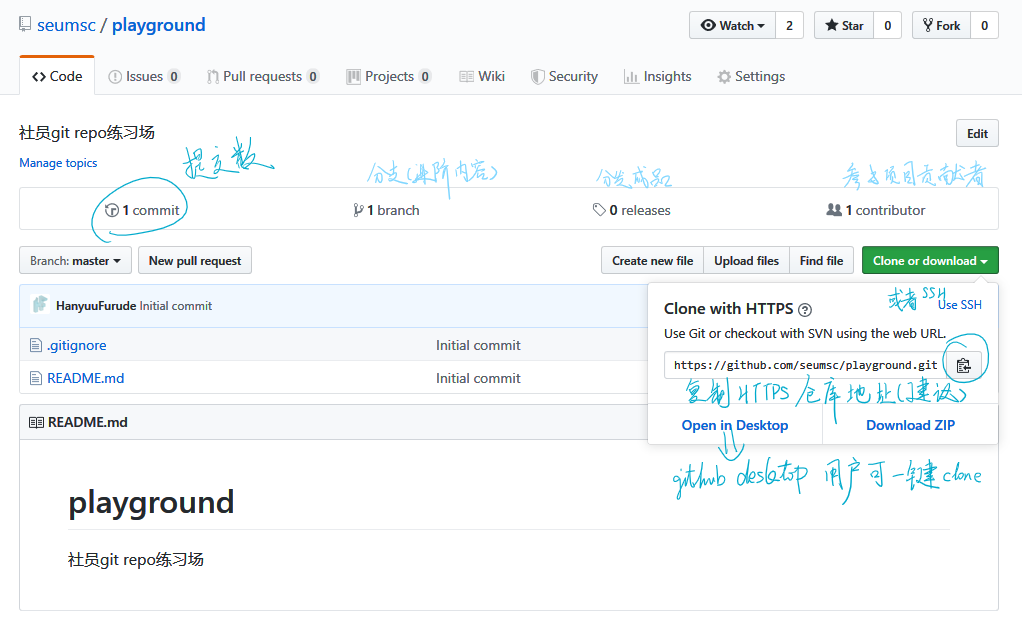 seumsc / playground
Watch 2 Star 0 Fork 0
Code Issues 0 Pull requests 0 Projects 0 Wiki Security Insights Settings
社员git repo练习场
Edit
Manage topics
提交数
分支(进阶内容)
分发成品
参与项目贡献者
1 commit 1 branch 0 releases 1 contributor
Branch: master New pull request Create new file Upload files Find file Clone or download
HanyuuFurude Initial commit
.gitignore Initial commit
README.md Initial commit
README.md
playground
社员git repo练习场
或者SSH
Clone with HTTPS Use SSH
Use Git or checkout with SVN using the web URL.
https://github.com/seumsc/playground.git
复制HTTPS仓库地址(建议)
Open in Desktop Download ZIP
github desktop 用户可一键clone